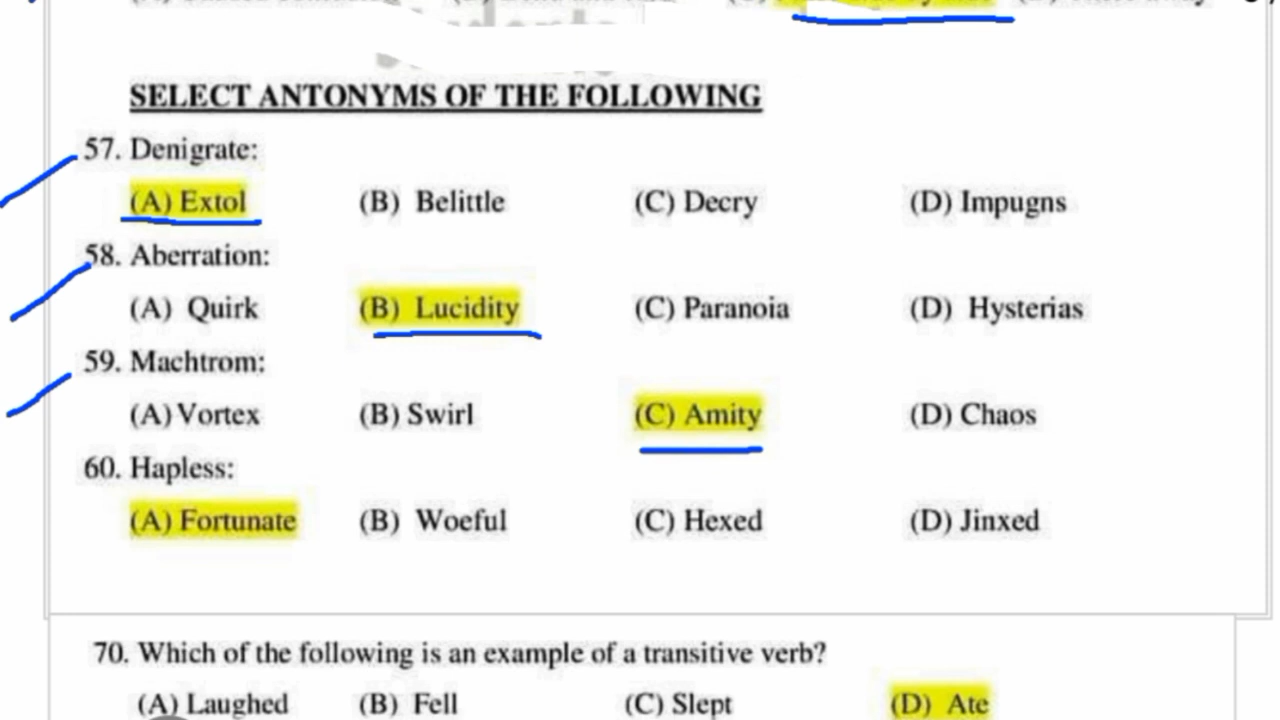 SELECT ANTONYMS OF THE FOLLOWING
57. Denigrate:
(A) Extol (B) Belittle (C) Decry (D) Impugns
58. Aberration:
(A) Quirk (B) Lucidity (C) Paranoia (D) Hysterias
59. Machtrom:
(A) Vortex (B) Swirl (C) Amity (D) Chaos
60. Hapless:
(A) Fortunate (B) Woeful (C) Hexed (D) Jinxed
70. Which of the following is an example of a transitive verb?
(A) Laughed (B) Fell (C) Slept (D) Ate